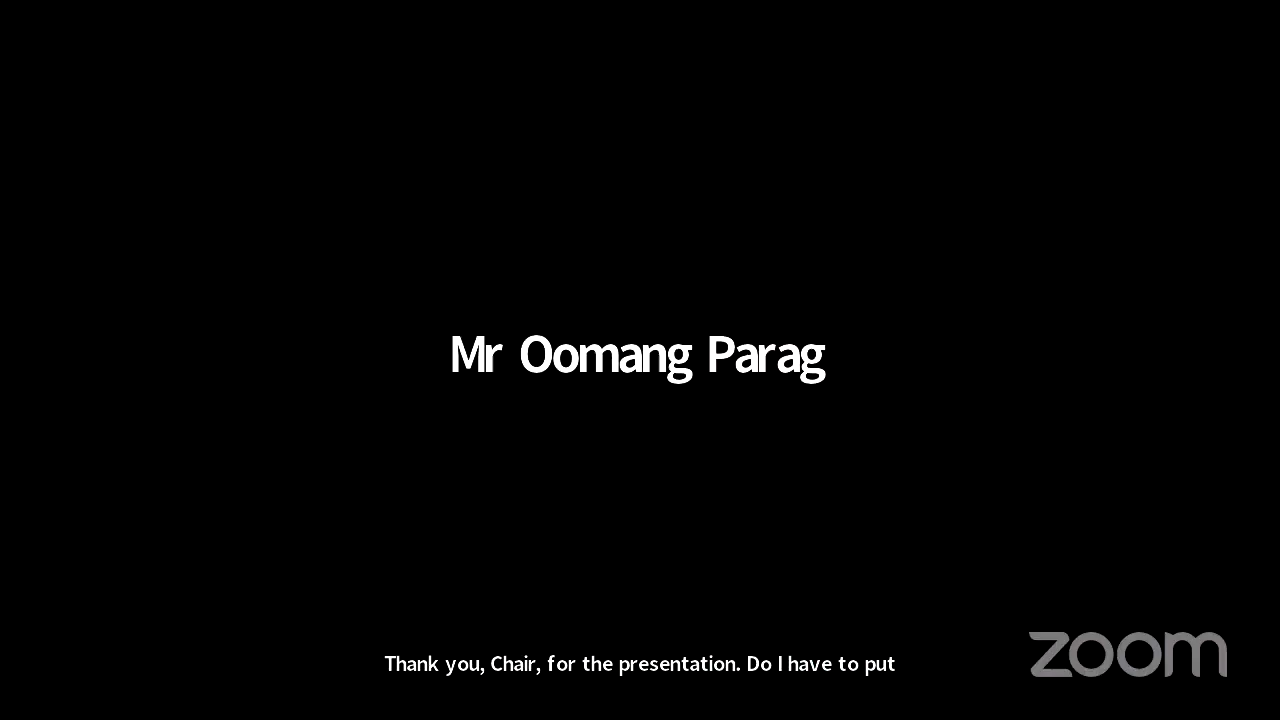 Mr Oomang Parag
Thank you, Chair, for the presentation. Do I have to put
zoom